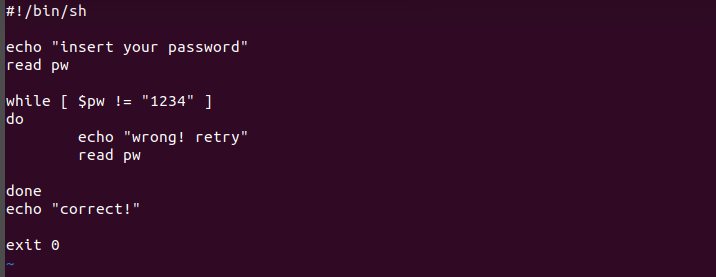 #!/bin/sh
echo "insert your password"
read pw
while [ $pw != "1234" ]
do
echo "wrong! retry"
read pw
done
echo "correct!"
exit 0
~